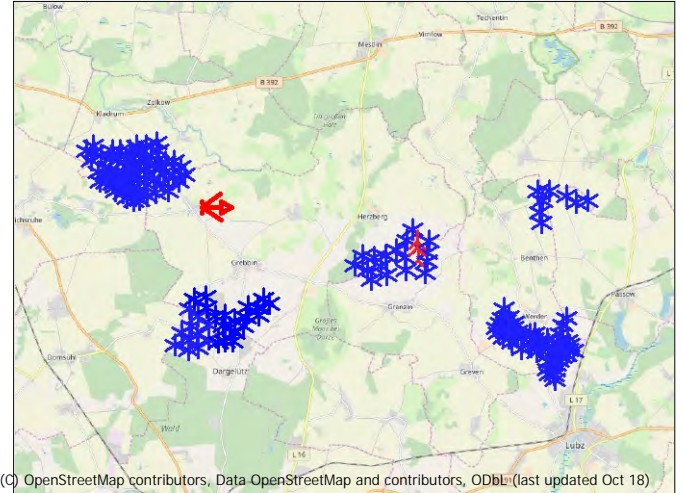 Bülow
Techentin
B 392
Vimfow
Mestlin
B 392
Zölkow
Kladrum
Herzberg
Grebbin
Benthen
Passow
Granzin
Werder
Domsühl
Dargelütz
Greven
L 17
Wald
Lübz
L 16
(C) OpenStreetMap contributors, Data OpenStreetMap and contributors, ODbL (last updated Oct 18)